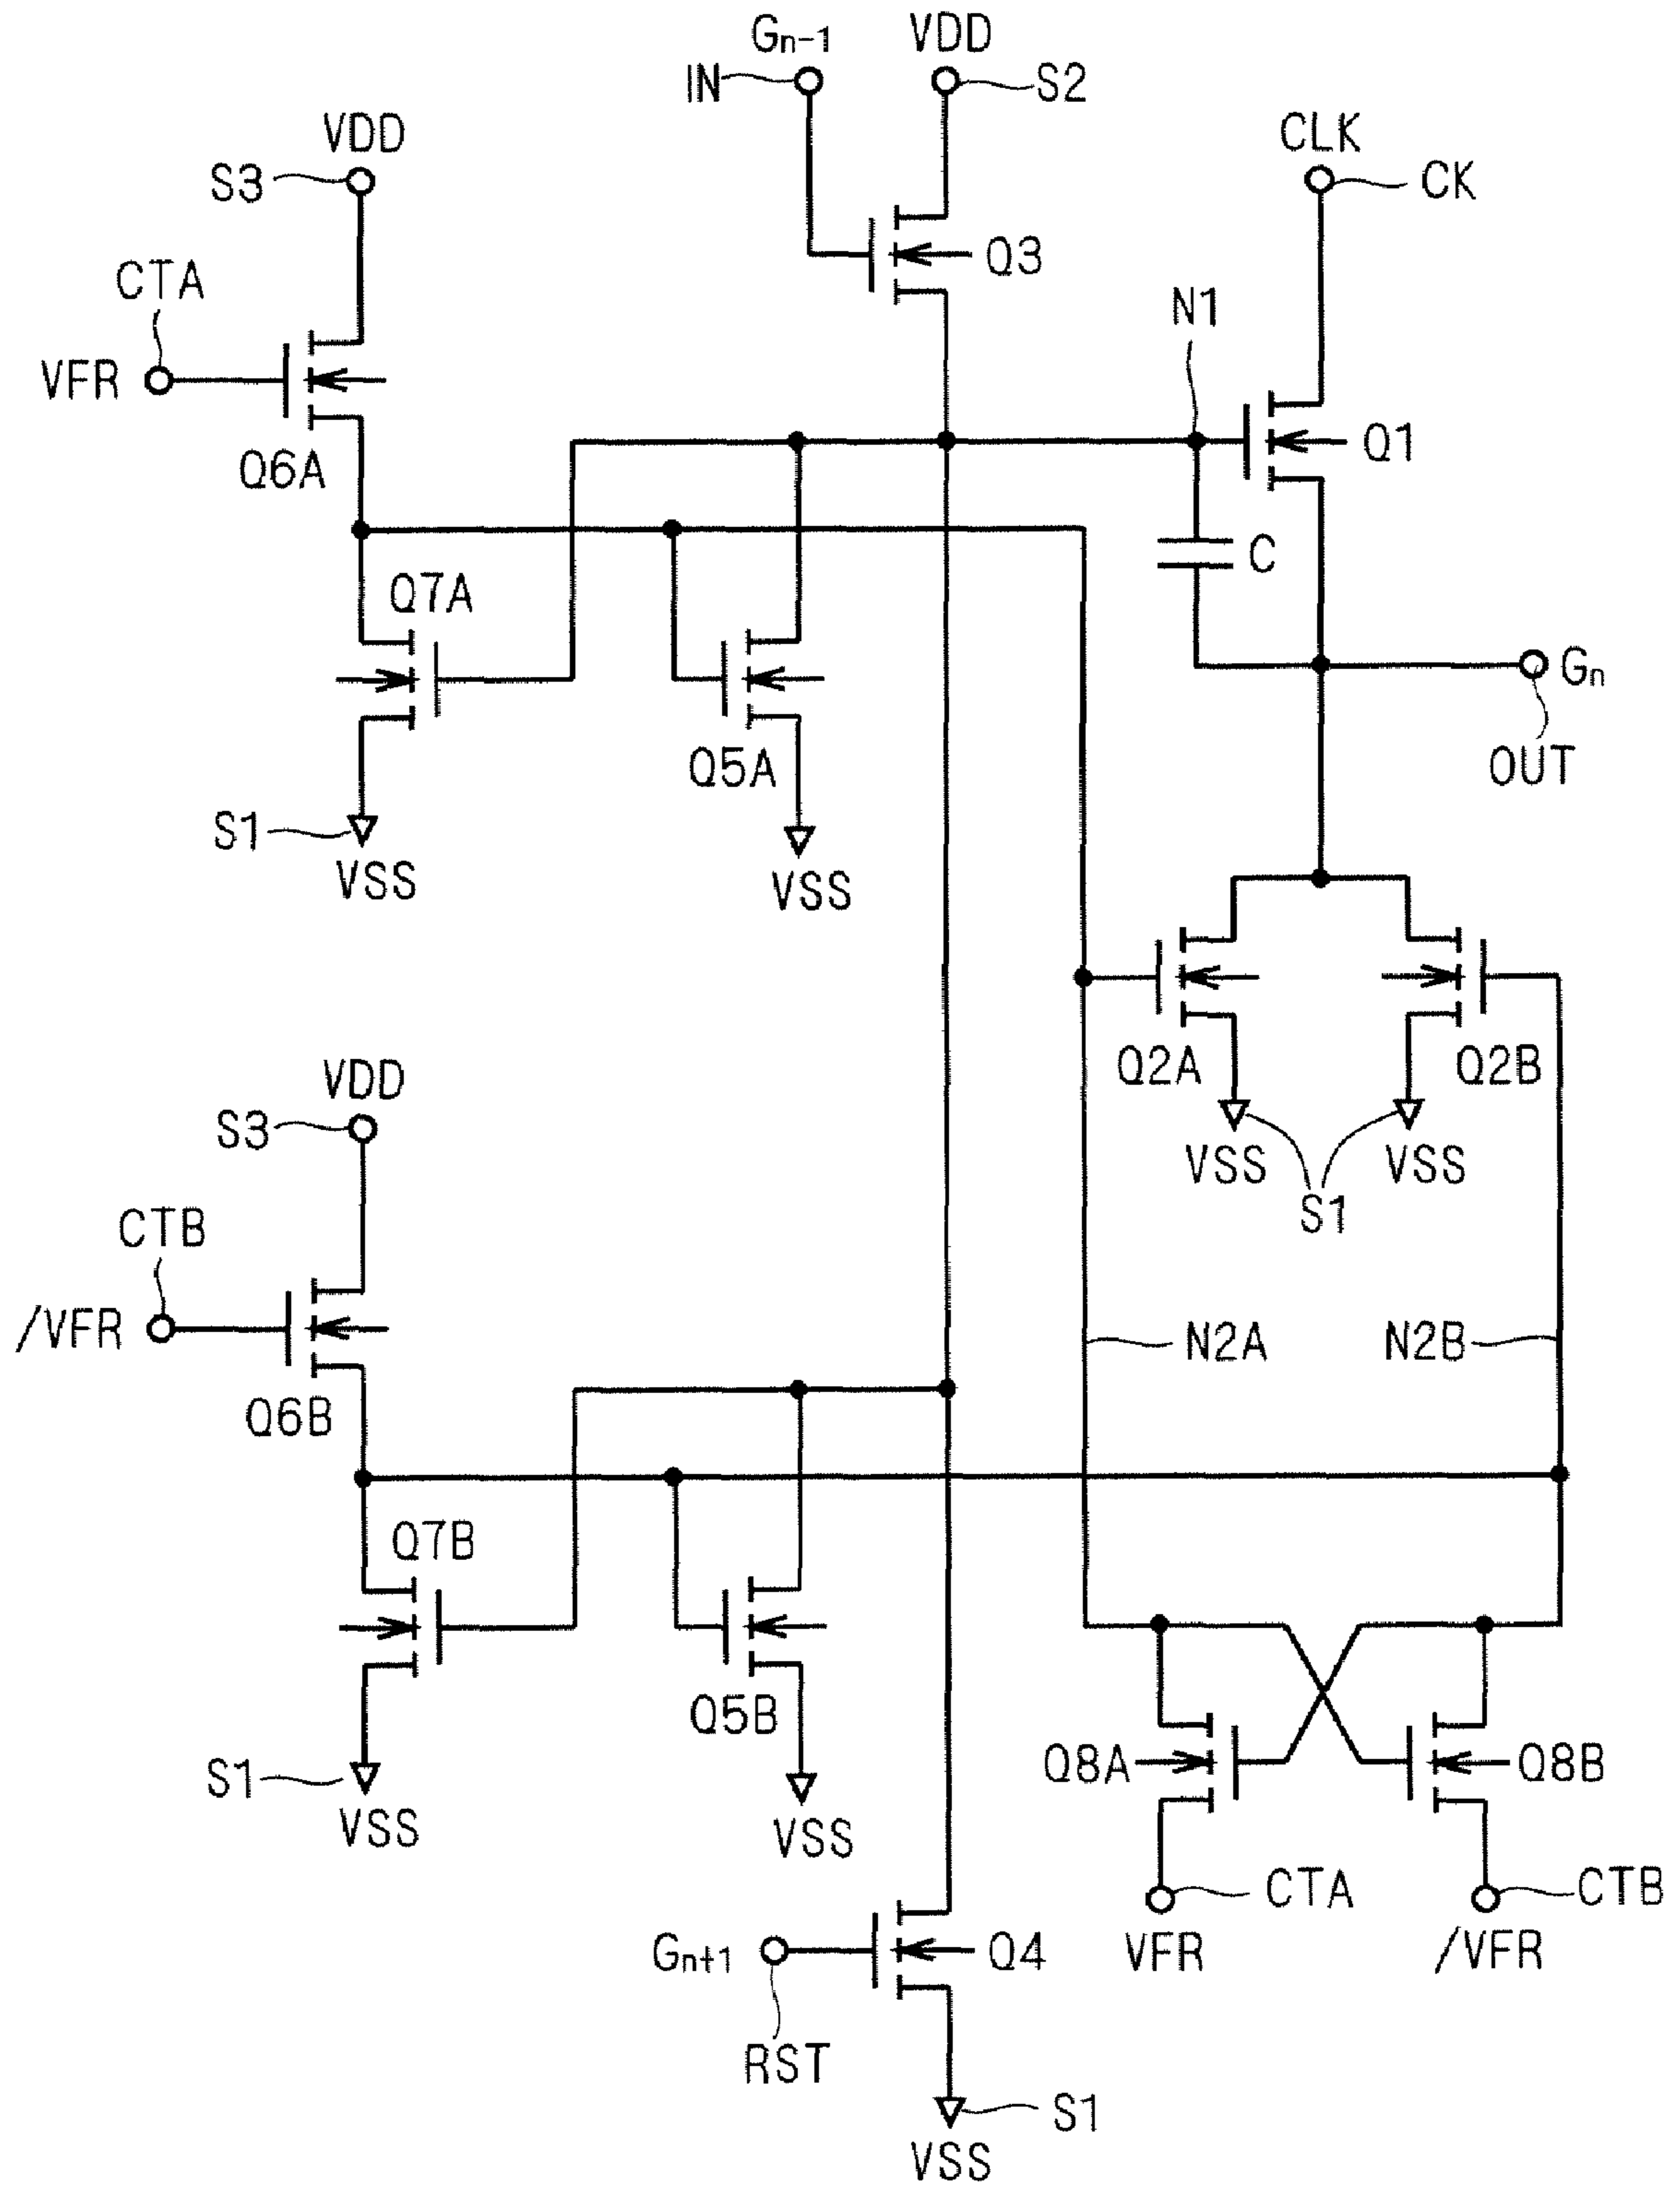 Gn-1
VDD
IN
S2
VDD
CLK
S3
CK
CTA
Q3
N1
VFR
Q1
Q6A
C
Q7A
Gn
Q5A
OUT
S1
VSS
VSS
Q2A
Q2B
VDD
S3
VSS
VSS
S1
CTB
/VFR
N2A
N2B
Q6B
Q7B
Q5B
Q8A
Q8B
S1
VSS
VSS
CTA
CTB
Gn+1
Q4
VFR
/VFR
RST
S1
VSS